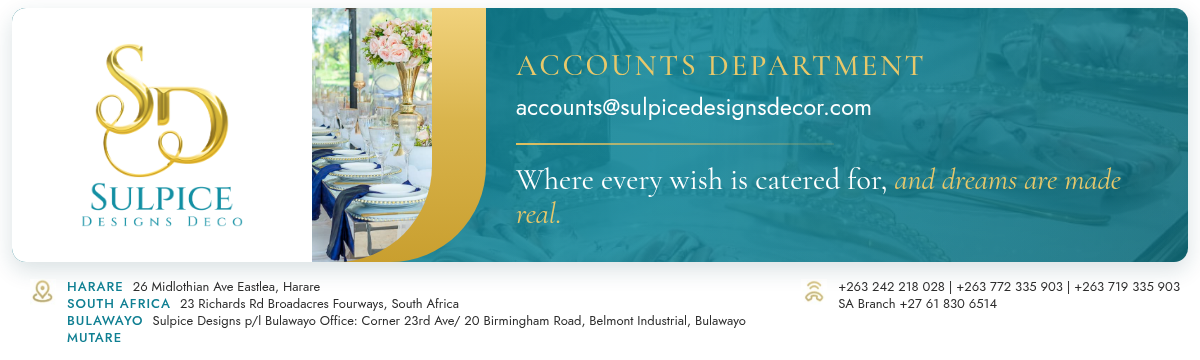 SD
SULPICE
DESIGNS DECO
ACCOUNTS DEPARTMENT
accounts@sulpicedesignsdecor.com
Where every wish is catered for, and dreams are made
real.
HARARE 26 Midlothian Ave Eastlea, Harare
SOUTH AFRICA 23 Richards Rd Broadacres Fourways, South Africa
BULAWAYO Sulpice Designs p/l Bulawayo Office: Corner 23rd Ave/ 20 Birmingham Road, Belmont Industrial, Bulawayo
MUTARE
+263 242 218 028 | +263 772 335 903 | +263 719 335 903
SA Branch +27 61 830 6514